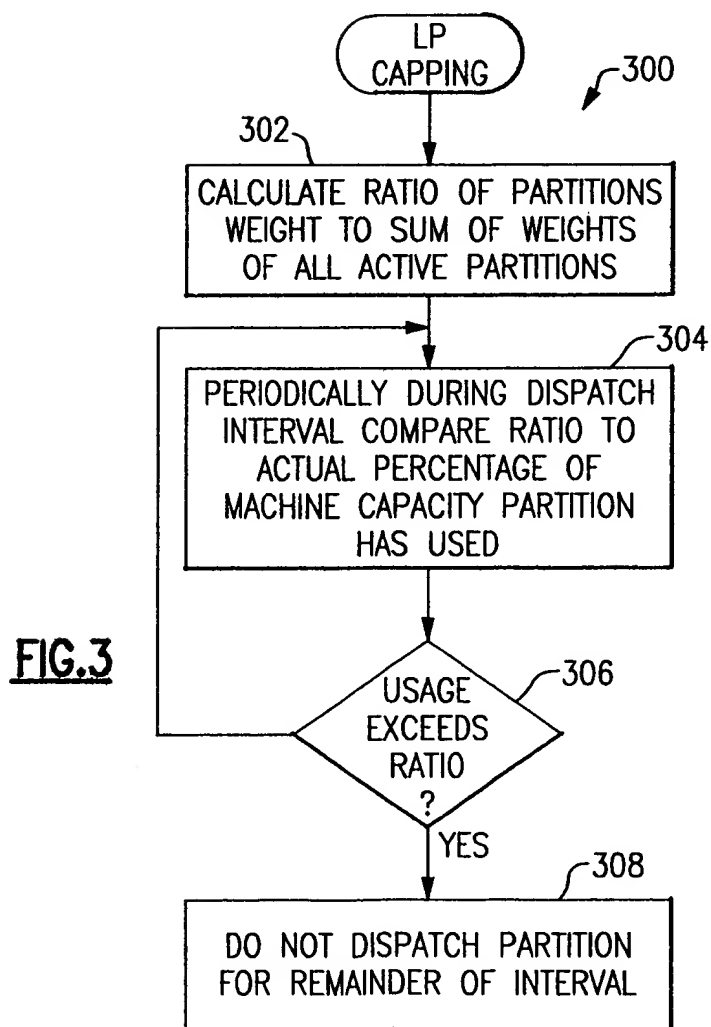 LP
CAPPING
300
302
CALCULATE RATIO OF PARTITIONS
WEIGHT TO SUM OF WEIGHTS
OF ALL ACTIVE PARTITIONS
304
PERIODICALLY DURING DISPATCH
INTERVAL COMPARE RATIO TO
ACTUAL PERCENTAGE OF
MACHINE CAPACITY PARTITION
HAS USED
FIG.3
306
USAGE
EXCEEDS
RATIO
?
YES
308
DO NOT DISPATCH PARTITION
FOR REMAINDER OF INTERVAL